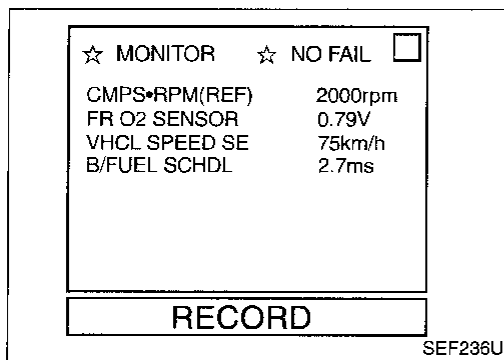 ☆ MONITOR ☆ NO FAIL
CMPS•RPM(REF) 2000rpm
FR O2 SENSOR 0.79V
VHCL SPEED SE 75km/h
B/FUEL SCHDL 2.7ms
RECORD
SEF236U